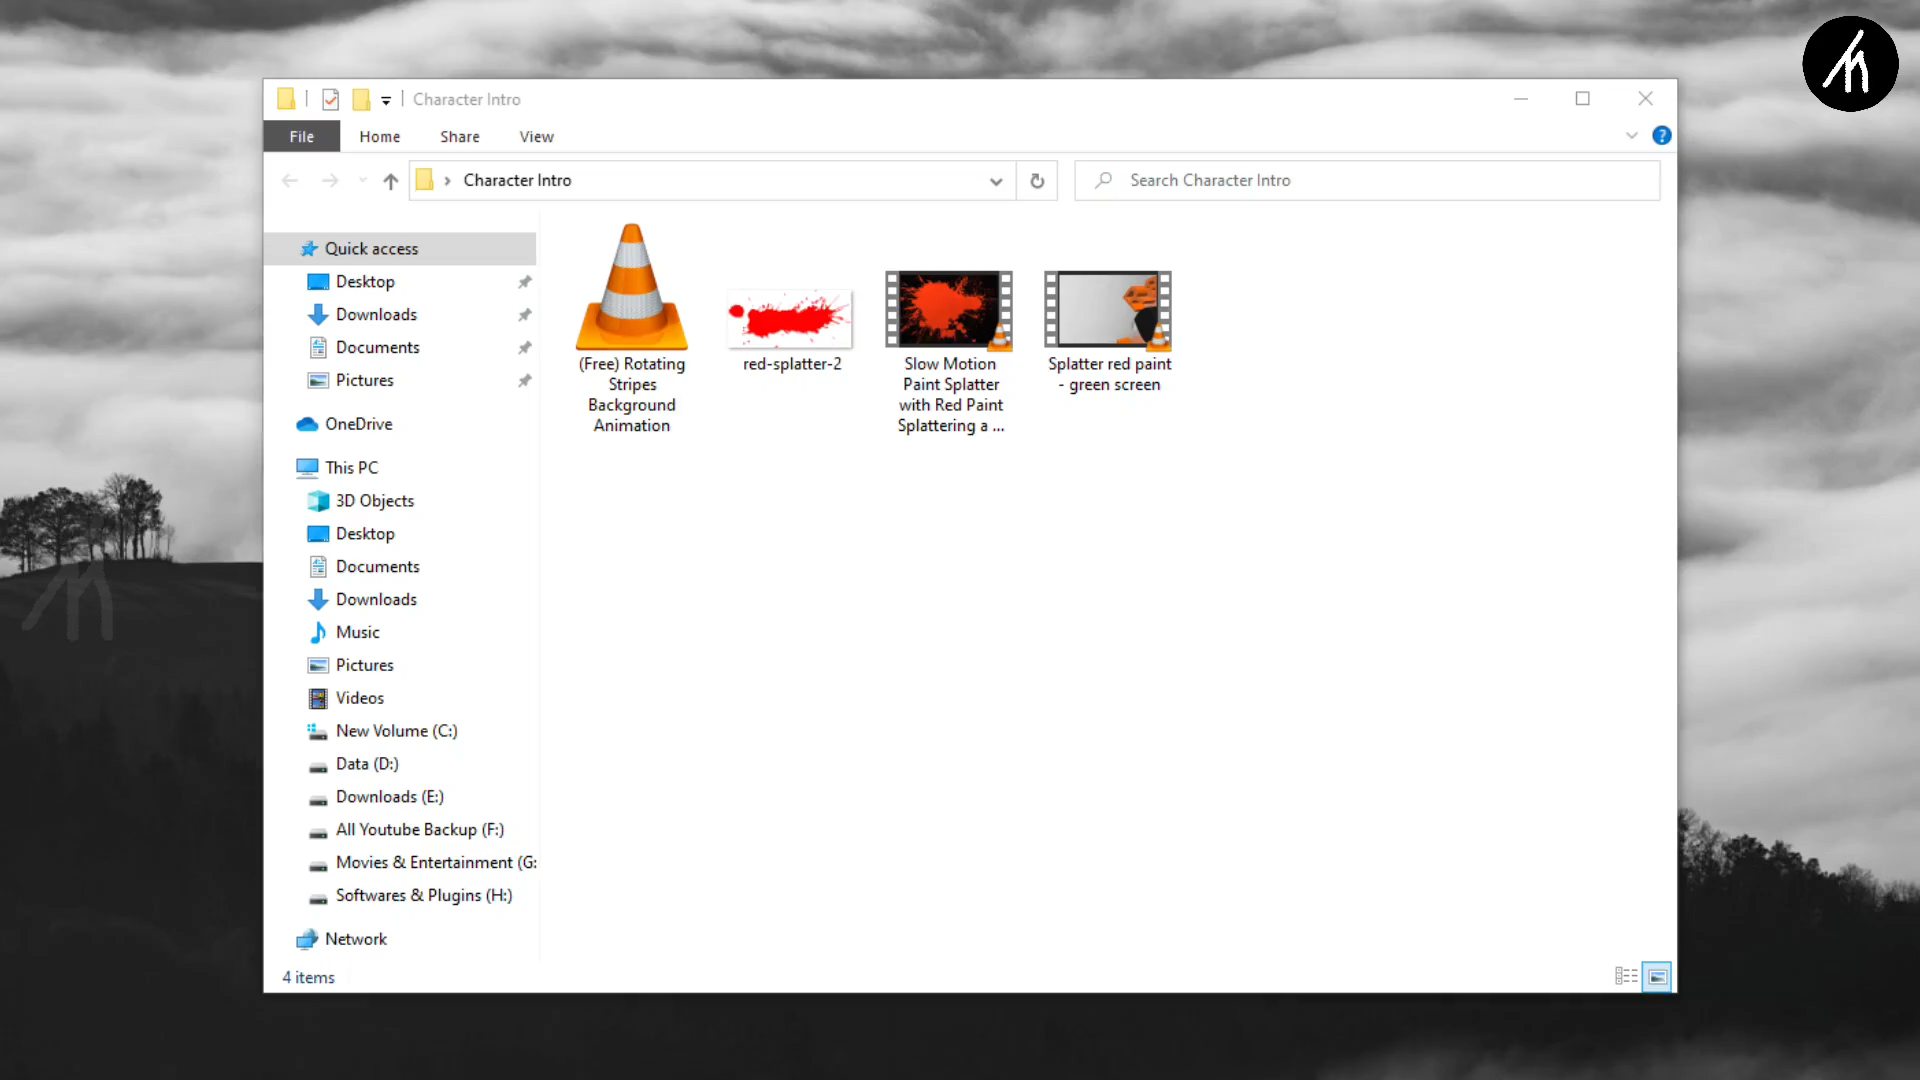 Character Intro
File Home Share View
Character Intro
Search Character Intro
Quick access
Desktop
Downloads
Documents
Pictures
OneDrive
This PC
3D Objects
Desktop
Documents
Downloads
Music
Pictures
Videos
New Volume (C:)
Data (D:)
Downloads (E:)
All Youtube Backup (F:)
Movies & Entertainment (G:
Softwares & Plugins (H:)
Network
(Free) Rotating
Stripes
Background
Animation
red-splatter-2
Slow Motion
Paint Splatter
with Red Paint
Splattering a ...
Splatter red paint
- green screen
4 items